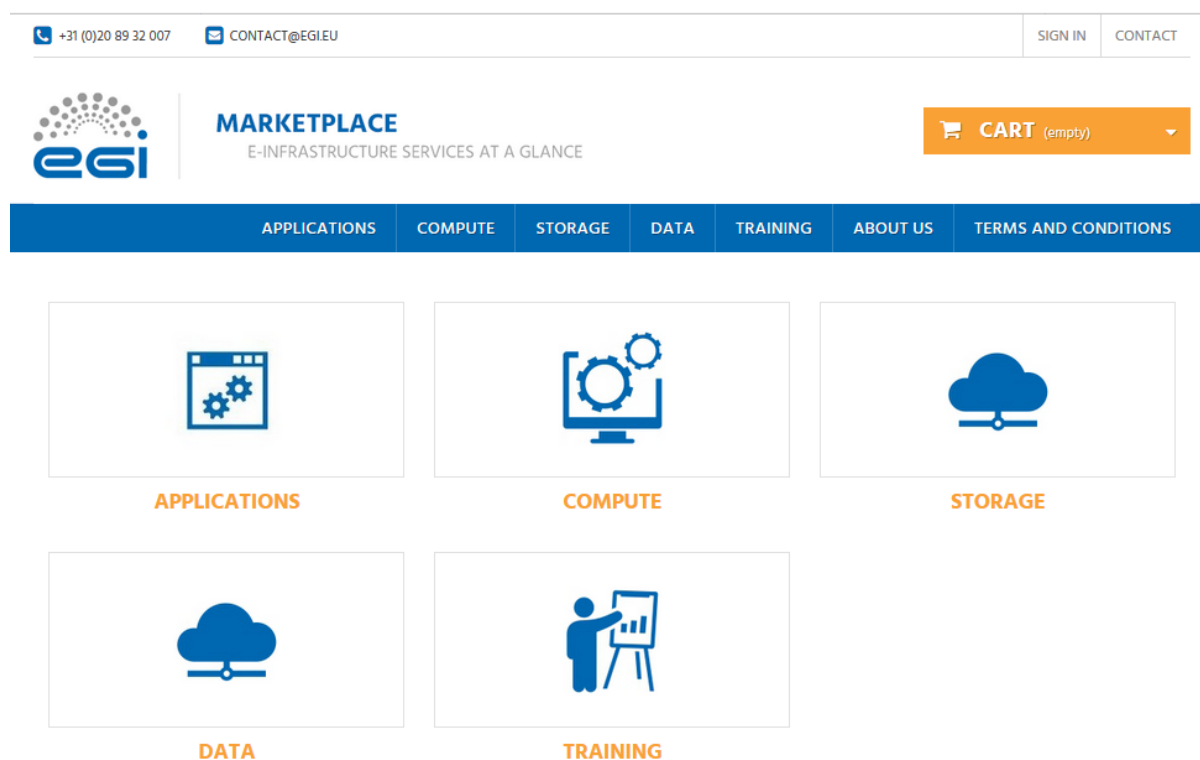 +31 (0)20 89 32 007 CONTACT@EGI.EU SIGN IN CONTACT
egi
MARKETPLACE
E-INFRASTRUCTURE SERVICES AT A GLANCE
CART (empty)
APPLICATIONS COMPUTE STORAGE DATA TRAINING ABOUT US TERMS AND CONDITIONS
APPLICATIONS COMPUTE STORAGE
DATA TRAINING